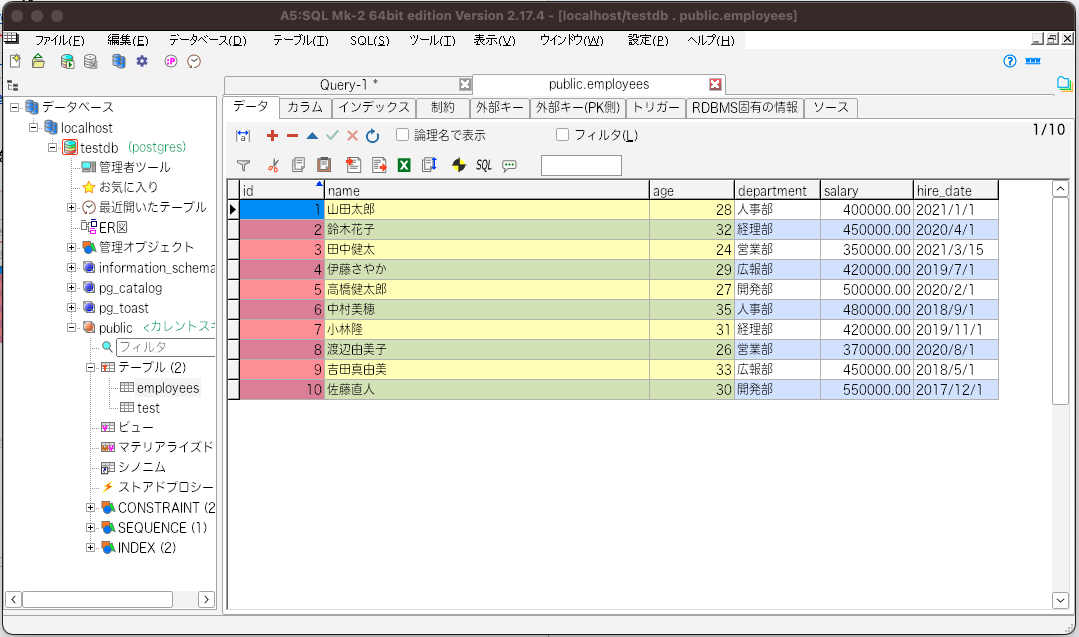 A5:SQL Mk-2 64bit edition Version 2.17.4 - [localhost/testdb . public.employees]
ファイル(F) 編集(E) データベース(D) テーブル(T) SQL(S) ツール(T) 表示(V) ウインドウ(W) 設定(P) ヘルプ(H)
Query-1 * public.employees
データ カラム インデックス 制約 外部キー 外部キー(PK側) トリガー RDBMS固有の情報 ソース
論理名で表示 フィルタ(L) 1/10
SQL
id name age department salary hire_date
1 山田太郎 28 人事部 400000.00 2021/1/1
2 鈴木花子 32 経理部 450000.00 2020/4/1
3 田中健太 24 営業部 350000.00 2021/3/15
4 伊藤さやか 29 広報部 420000.00 2019/7/1
5 高橋健太郎 27 開発部 500000.00 2020/2/1
6 中村美穂 35 人事部 480000.00 2018/9/1
7 小林隆 31 経理部 420000.00 2019/11/1
8 渡辺由美子 26 営業部 370000.00 2020/8/1
9 吉田真由美 33 広報部 450000.00 2018/5/1
10 佐藤直人 30 開発部 550000.00 2017/12/1
データベース
localhost
testdb (postgres)
管理者ツール
お気に入り
最近開いたテーブル
ER図
管理オブジェクト
information_schema
pg_catalog
pg_toast
public <カレントスキ
フィルタ
テーブル (2)
employees
test
ビュー
マテリアライズド
シノニム
ストアドプロシー
CONSTRAINT (2
SEQUENCE (1)
INDEX (2)